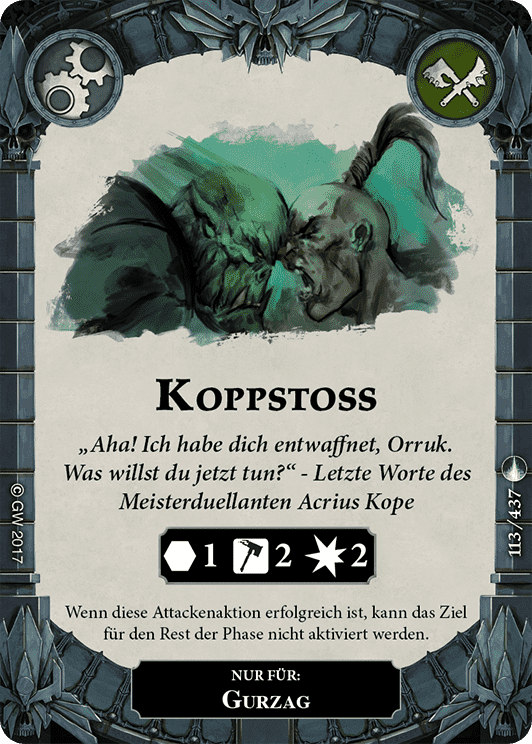 Koppstoss
„Aha! Ich habe dich entwaffnet, Orruk.
Was willst du jetzt tun?“ - Letzte Worte des
Meisterduellanten Acrius Kope
1 2 2
Wenn diese Attackenaktion erfolgreich ist, kann das Ziel
für den Rest der Phase nicht aktiviert werden.
NUR FÜR:
Gurzag
© GW 2017
113/437